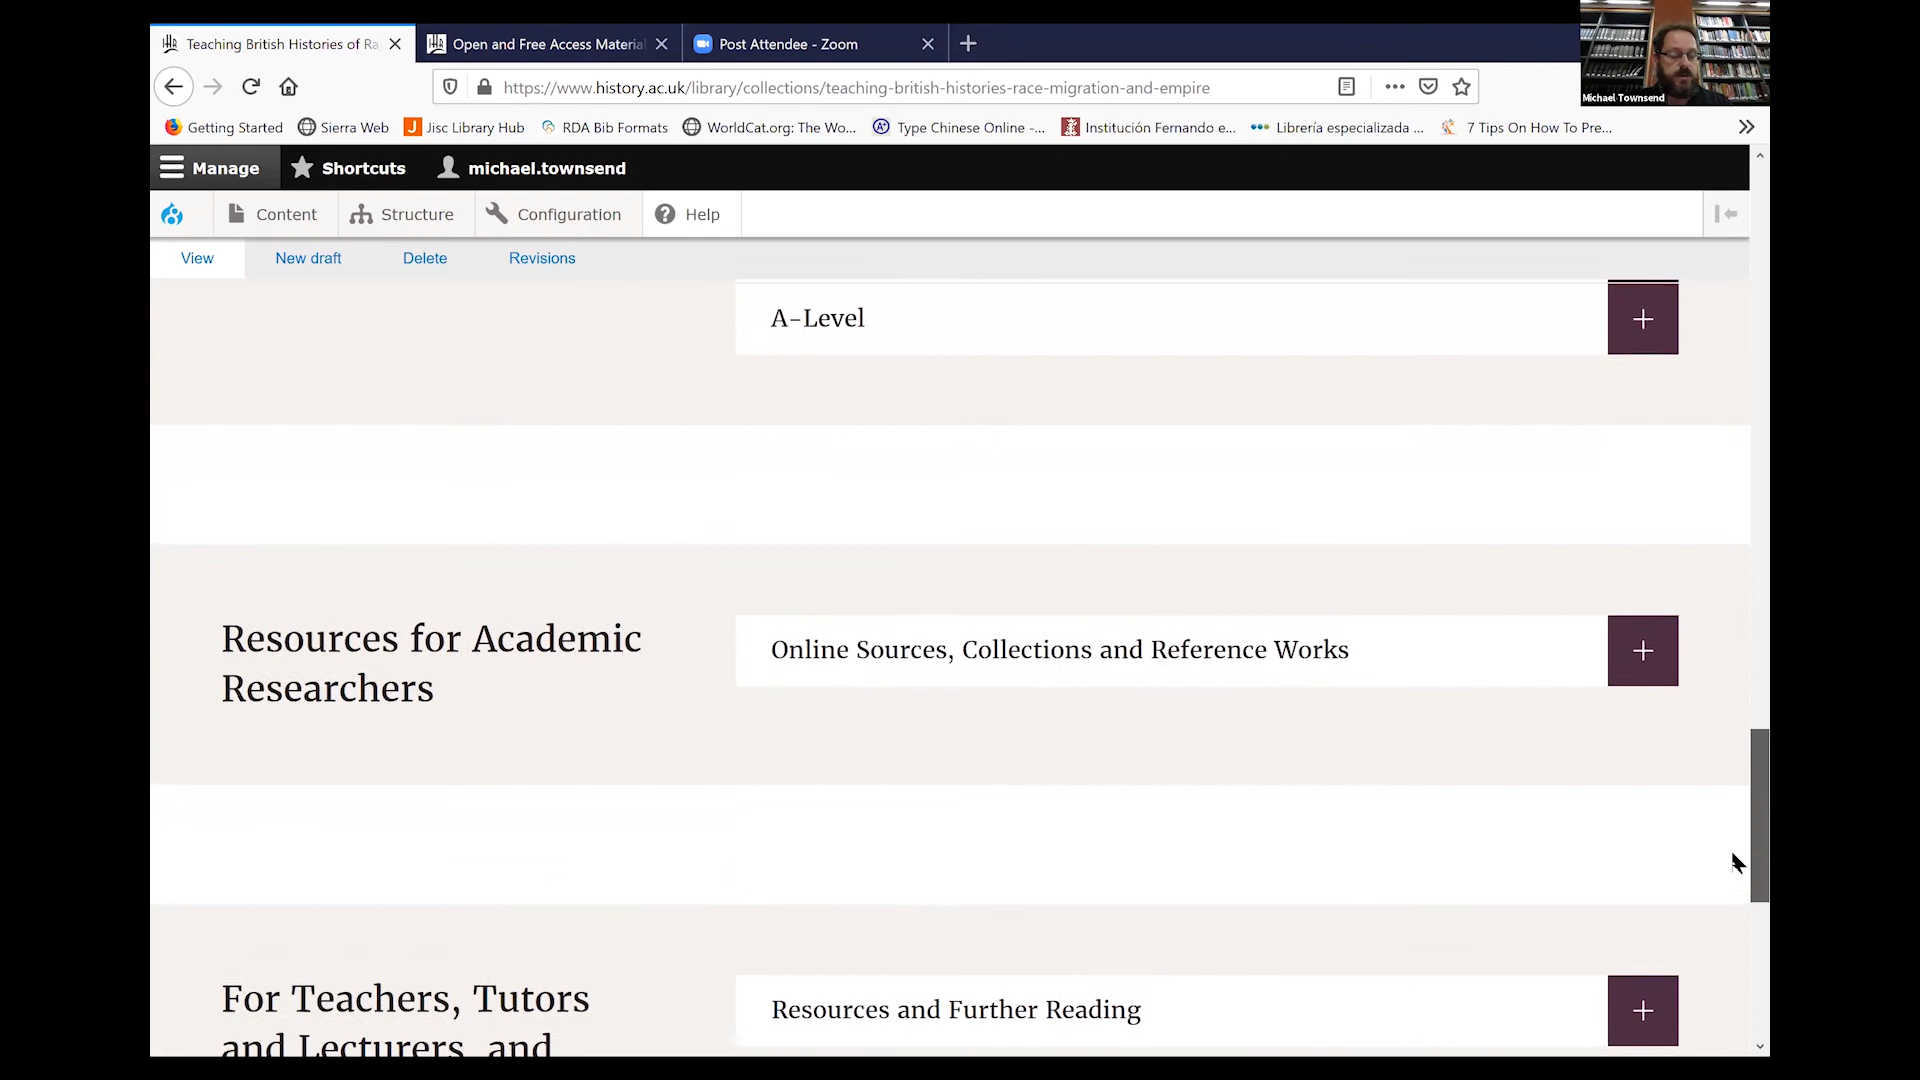 Teaching British Histories of Ra
Open and Free Access Materia
Post Attendee - Zoom
Michael Townsend
https://www.history.ac.uk/library/collections/teaching-british-histories-race-migration-and-empire
Getting Started
Sierra Web
Jisc Library Hub
RDA Bib Formats
WorldCat.org: The Wo...
Type Chinese Online -...
Institución Fernando e...
Librería especializada ...
7 Tips On How To Pre...
Manage
Shortcuts
michael.townsend
Content
Structure
Configuration
Help
View
New draft
Delete
Revisions
A-Level
Resources for Academic
Researchers
Online Sources, Collections and Reference Works
For Teachers, Tutors
and Lecturers, and
Resources and Further Reading